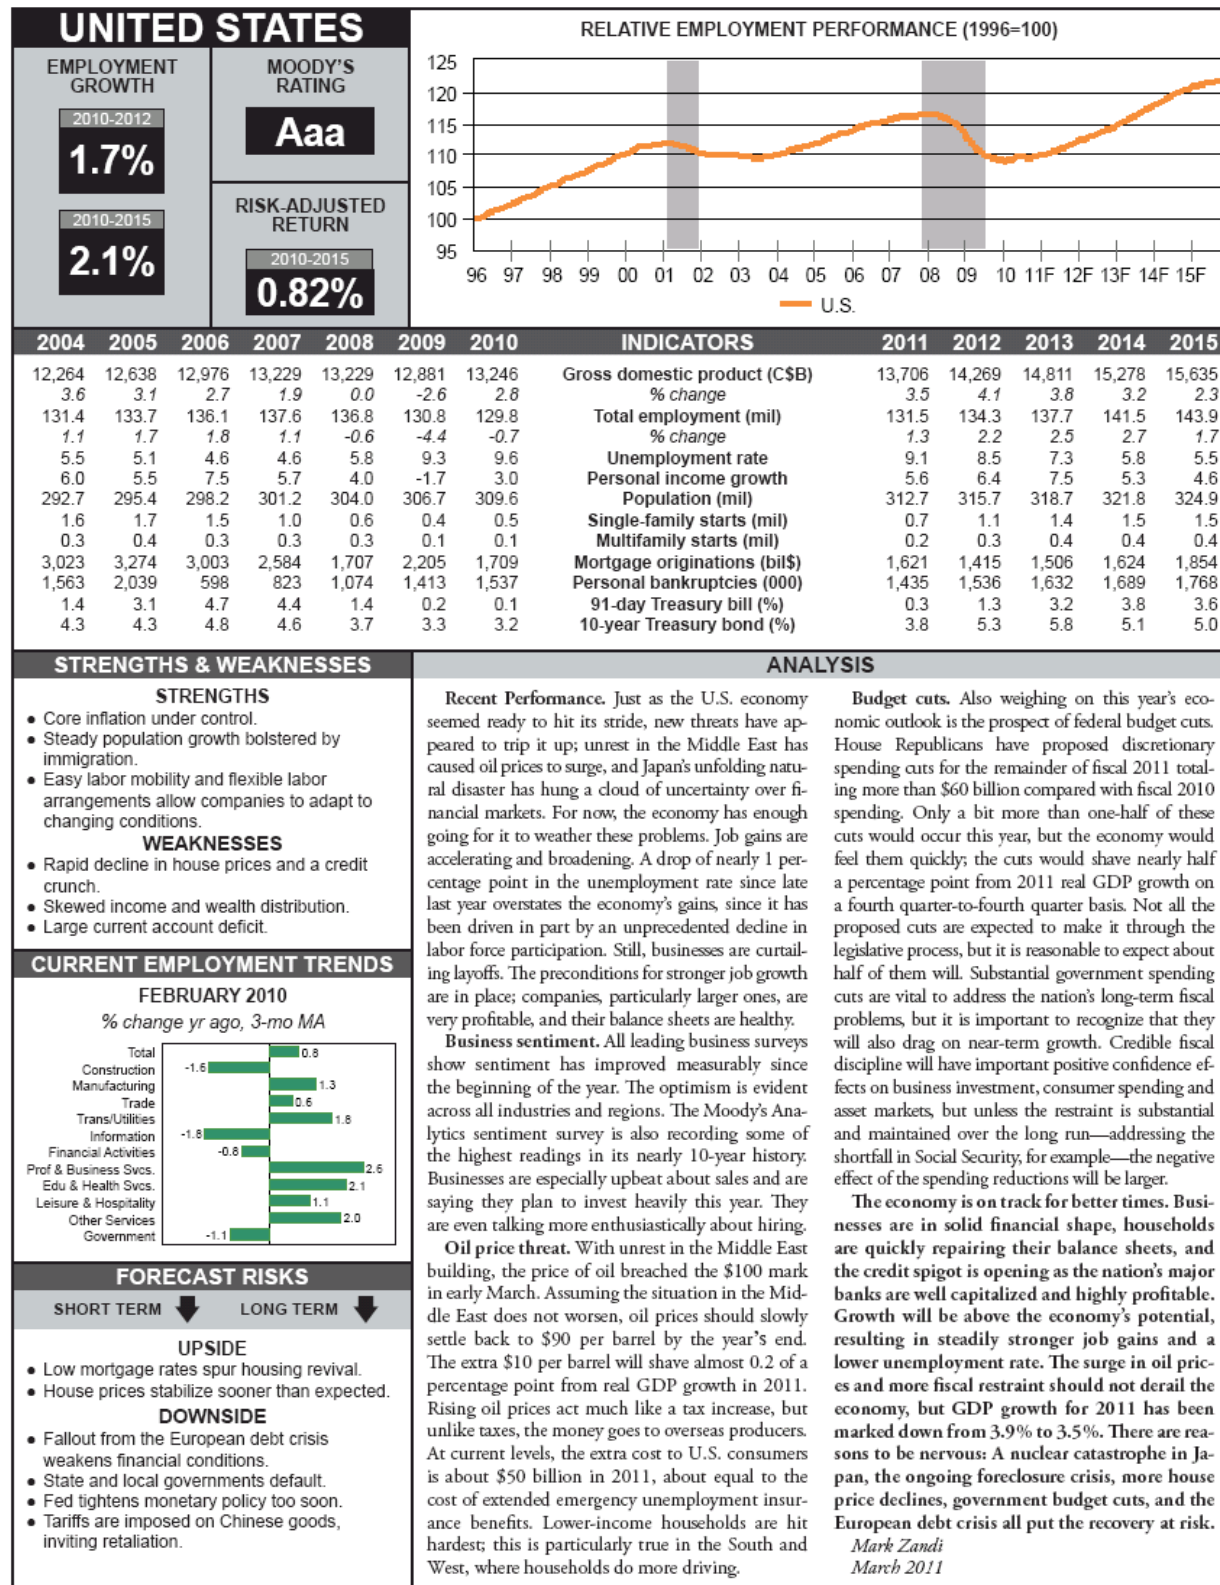 UNITED STATES
EMPLOYMENT
GROWTH
2010-2012
1.7%
2010-2015
2.1%
MOODY'S
RATING
Aaa
RISK-ADJUSTED
RETURN
2010-2015
0.82%
RELATIVE EMPLOYMENT PERFORMANCE (1996=100)
125
120
115
110
105
100
95
96 97 98 99 00 01 02 03 04 05 06 07 08 09 10 11F 12F 13F 14F 15F
U.S.
2004 2005 2006 2007 2008 2009 2010 INDICATORS 2011 2012 2013 2014 2015
12,264 12,638 12,976 13,229 13,229 12,881 13,246 Gross domestic product (C$B) 13,706 14,269 14,811 15,278 15,635
3.6 3.1 2.7 1.9 0.0 -2.6 2.8 % change 3.5 4.1 3.8 3.2 2.3
131.4 133.7 136.1 137.6 136.8 130.8 129.8 Total employment (mil) 131.5 134.3 137.7 141.5 143.9
1.1 1.7 1.8 1.1 -0.6 -4.4 -0.7 % change 1.3 2.2 2.5 2.7 1.7
5.5 5.1 4.6 4.6 5.8 9.3 9.6 Unemployment rate 9.1 8.5 7.3 5.8 5.5
6.0 5.5 7.5 5.7 4.0 -1.7 3.0 Personal income growth 5.6 6.4 7.5 5.3 4.6
292.7 295.4 298.2 301.2 304.0 306.7 309.6 Population (mil) 312.7 315.7 318.7 321.8 324.9
1.6 1.7 1.5 1.0 0.6 0.4 0.5 Single-family starts (mil) 0.7 1.1 1.4 1.5 1.5
0.3 0.4 0.3 0.3 0.3 0.1 0.1 Multifamily starts (mil) 0.2 0.3 0.4 0.4 0.4
3,023 3,274 3,003 2,584 1,707 2,205 1,709 Mortgage originations (bil$) 1,621 1,415 1,506 1,624 1,854
1,563 2,039 598 823 1,074 1,413 1,537 Personal bankruptcies (000) 1,435 1,536 1,632 1,689 1,768
1.4 3.1 4.7 4.4 1.4 0.2 0.1 91-day Treasury bill (%) 0.3 1.3 3.2 3.8 3.6
4.3 4.3 4.8 4.6 3.7 3.3 3.2 10-year Treasury bond (%) 3.8 5.3 5.8 5.1 5.0
STRENGTHS & WEAKNESSES
STRENGTHS
• Core inflation under control.
• Steady population growth bolstered by
immigration.
• Easy labor mobility and flexible labor
arrangements allow companies to adapt to
changing conditions.
WEAKNESSES
• Rapid decline in house prices and a credit
crunch.
• Skewed income and wealth distribution.
• Large current account deficit.
CURRENT EMPLOYMENT TRENDS
FEBRUARY 2010
% change yr ago, 3-mo MA
Total 0.8
Construction -1.6
Manufacturing 1.3
Trade 0.6
Trans/Utilities 1.8
Information -1.8
Financial Activities -0.8
Prof & Business Svcs. 2.6
Edu & Health Svcs. 2.1
Leisure & Hospitality 1.1
Other Services 2.0
Government -1.1
FORECAST RISKS
SHORT TERM LONG TERM
UPSIDE
• Low mortgage rates spur housing revival.
• House prices stabilize sooner than expected.
DOWNSIDE
• Fallout from the European debt crisis
weakens financial conditions.
• State and local governments default.
• Fed tightens monetary policy too soon.
• Tariffs are imposed on Chinese goods,
inviting retaliation.
ANALYSIS
Recent Performance. Just as the U.S. economy
seemed ready to hit its stride, new threats have ap-
peared to trip it up; unrest in the Middle East has
caused oil prices to surge, and Japan's unfolding natu-
ral disaster has hung a cloud of uncertainty over fi-
nancial markets. For now, the economy has enough
going for it to weather these problems. Job gains are
accelerating and broadening. A drop of nearly 1 per-
centage point in the unemployment rate since late
last year overstates the economy's gains, since it has
been driven in part by an unprecedented decline in
labor force participation. Still, businesses are curtail-
ing layoffs. The preconditions for stronger job growth
are in place; companies, particularly larger ones, are
very profitable, and their balance sheets are healthy.
Business sentiment. All leading business surveys
show sentiment has improved measurably since
the beginning of the year. The optimism is evident
across all industries and regions. The Moody's Ana-
lytics sentiment survey is also recording some of
the highest readings in its nearly 10-year history.
Businesses are especially upbeat about sales and are
saying they plan to invest heavily this year. They
are even talking more enthusiastically about hiring.
Oil price threat. With unrest in the Middle East
building, the price of oil breached the $100 mark
in early March. Assuming the situation in the Mid-
dle East does not worsen, oil prices should slowly
settle back to $90 per barrel by the year's end.
The extra $10 per barrel will shave almost 0.2 of a
percentage point from real GDP growth in 2011.
Rising oil prices act much like a tax increase, but
unlike taxes, the money goes to overseas producers.
At current levels, the extra cost to U.S. consumers
is about $50 billion in 2011, about equal to the
cost of extended emergency unemployment insur-
ance benefits. Lower-income households are hit
hardest; this is particularly true in the South and
West, where households do more driving.
Budget cuts. Also weighing on this year's eco-
nomic outlook is the prospect of federal budget cuts.
House Republicans have proposed discretionary
spending cuts for the remainder of fiscal 2011 total-
ing more than $60 billion compared with fiscal 2010
spending. Only a bit more than one-half of these
cuts would occur this year, but the economy would
feel them quickly; the cuts would shave nearly half
a percentage point from 2011 real GDP growth on
a fourth quarter-to-fourth quarter basis. Not all the
proposed cuts are expected to make it through the
legislative process, but it is reasonable to expect about
half of them will. Substantial government spending
cuts are vital to address the nation's long-term fiscal
problems, but it is important to recognize that they
will also drag on near-term growth. Credible fiscal
discipline will have important positive confidence ef-
fects on business investment, consumer spending and
asset markets, but unless the restraint is substantial
and maintained over the long run—addressing the
shortfall in Social Security, for example—the negative
effect of the spending reductions will be larger.
The economy is on track for better times. Busi-
nesses are in solid financial shape, households
are quickly repairing their balance sheets, and
the credit spigot is opening as the nation's major
banks are well capitalized and highly profitable.
Growth will be above the economy's potential,
resulting in steadily stronger job gains and a
lower unemployment rate. The surge in oil pric-
es and more fiscal restraint should not derail the
economy, but GDP growth for 2011 has been
marked down from 3.9% to 3.5%. There are rea-
sons to be nervous: A nuclear catastrophe in Ja-
pan, the ongoing foreclosure crisis, more house
price declines, government budget cuts, and the
European debt crisis all put the recovery at risk.
Mark Zandi
March 2011